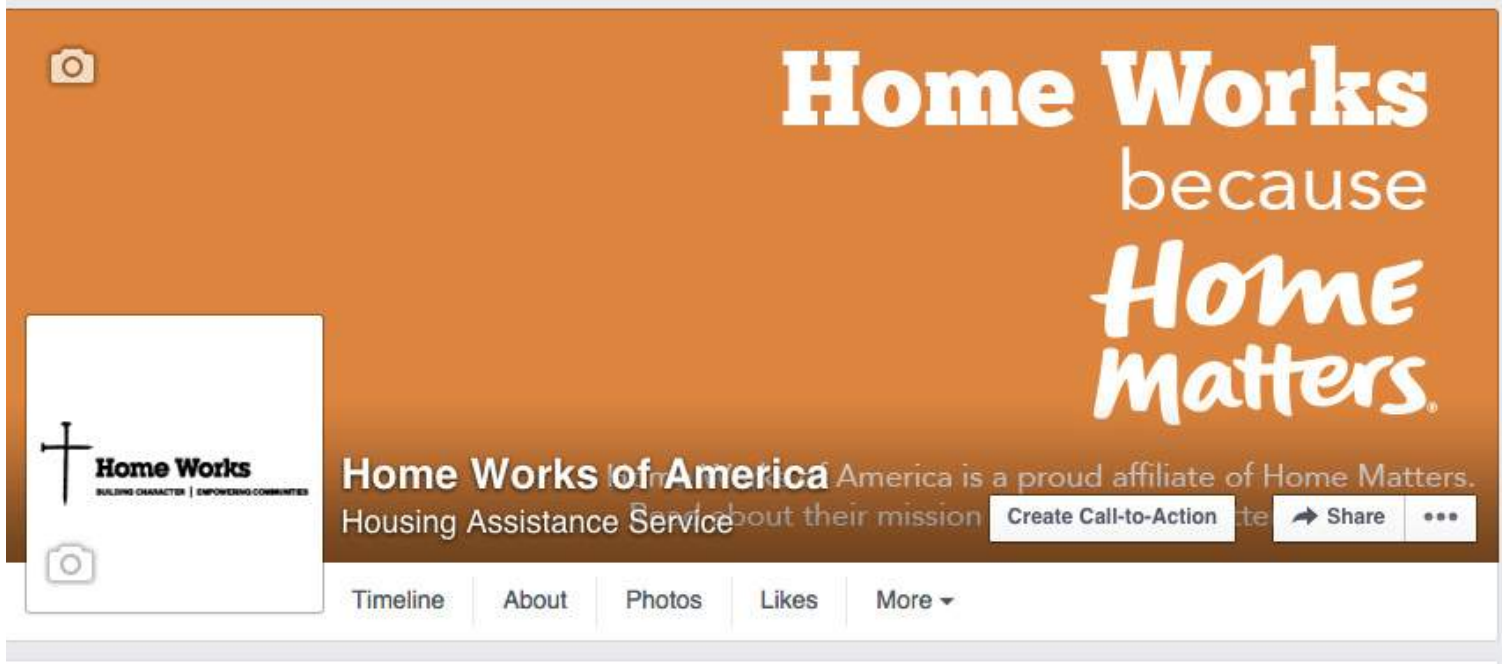 Home Works
because
Home
matters.
Home Works
BUILDING CHARACTER | EMPOWERING COMMUNITIES
Home Works of America
America is a proud affiliate of Home Matters.
Housing Assistance Service
about their mission
Create Call-to-Action
Share
Timeline
About
Photos
Likes
More